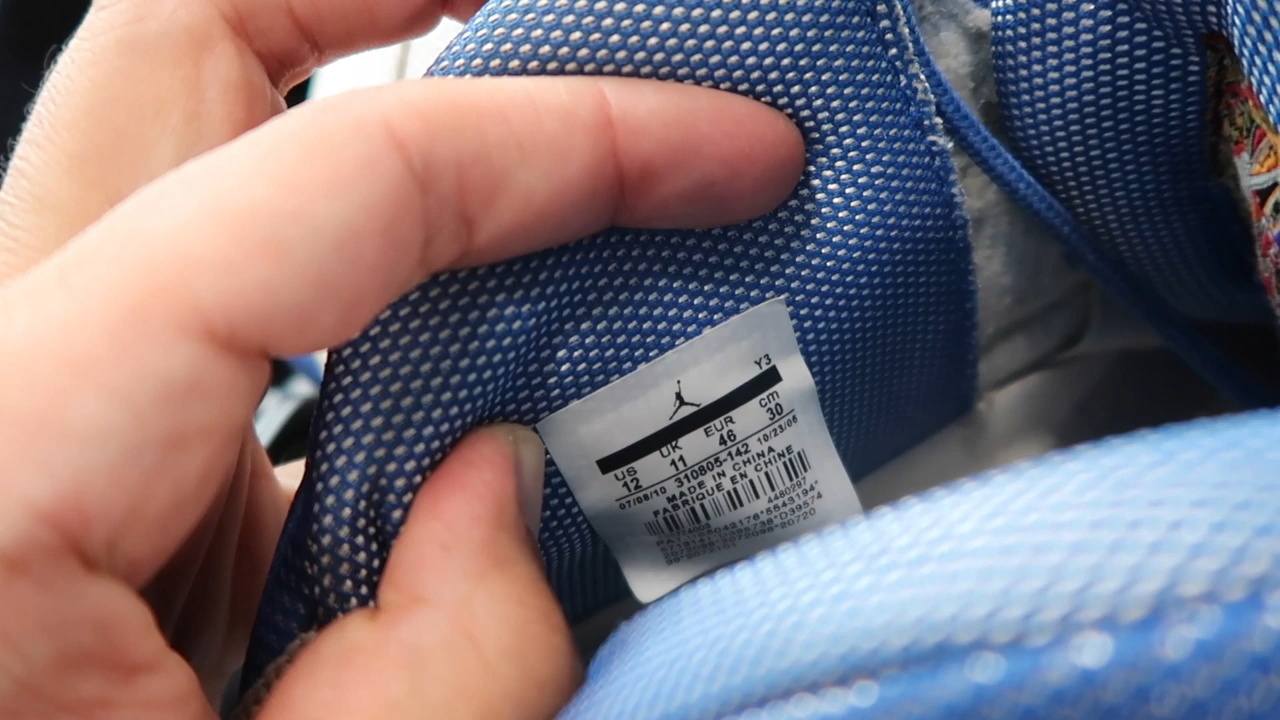 Y3
US UK EUR cm
12 11 46 30
07/08/10 310805-142 10/23/06
MADE IN CHINA
FABRIQUE EN CHINE
4480297